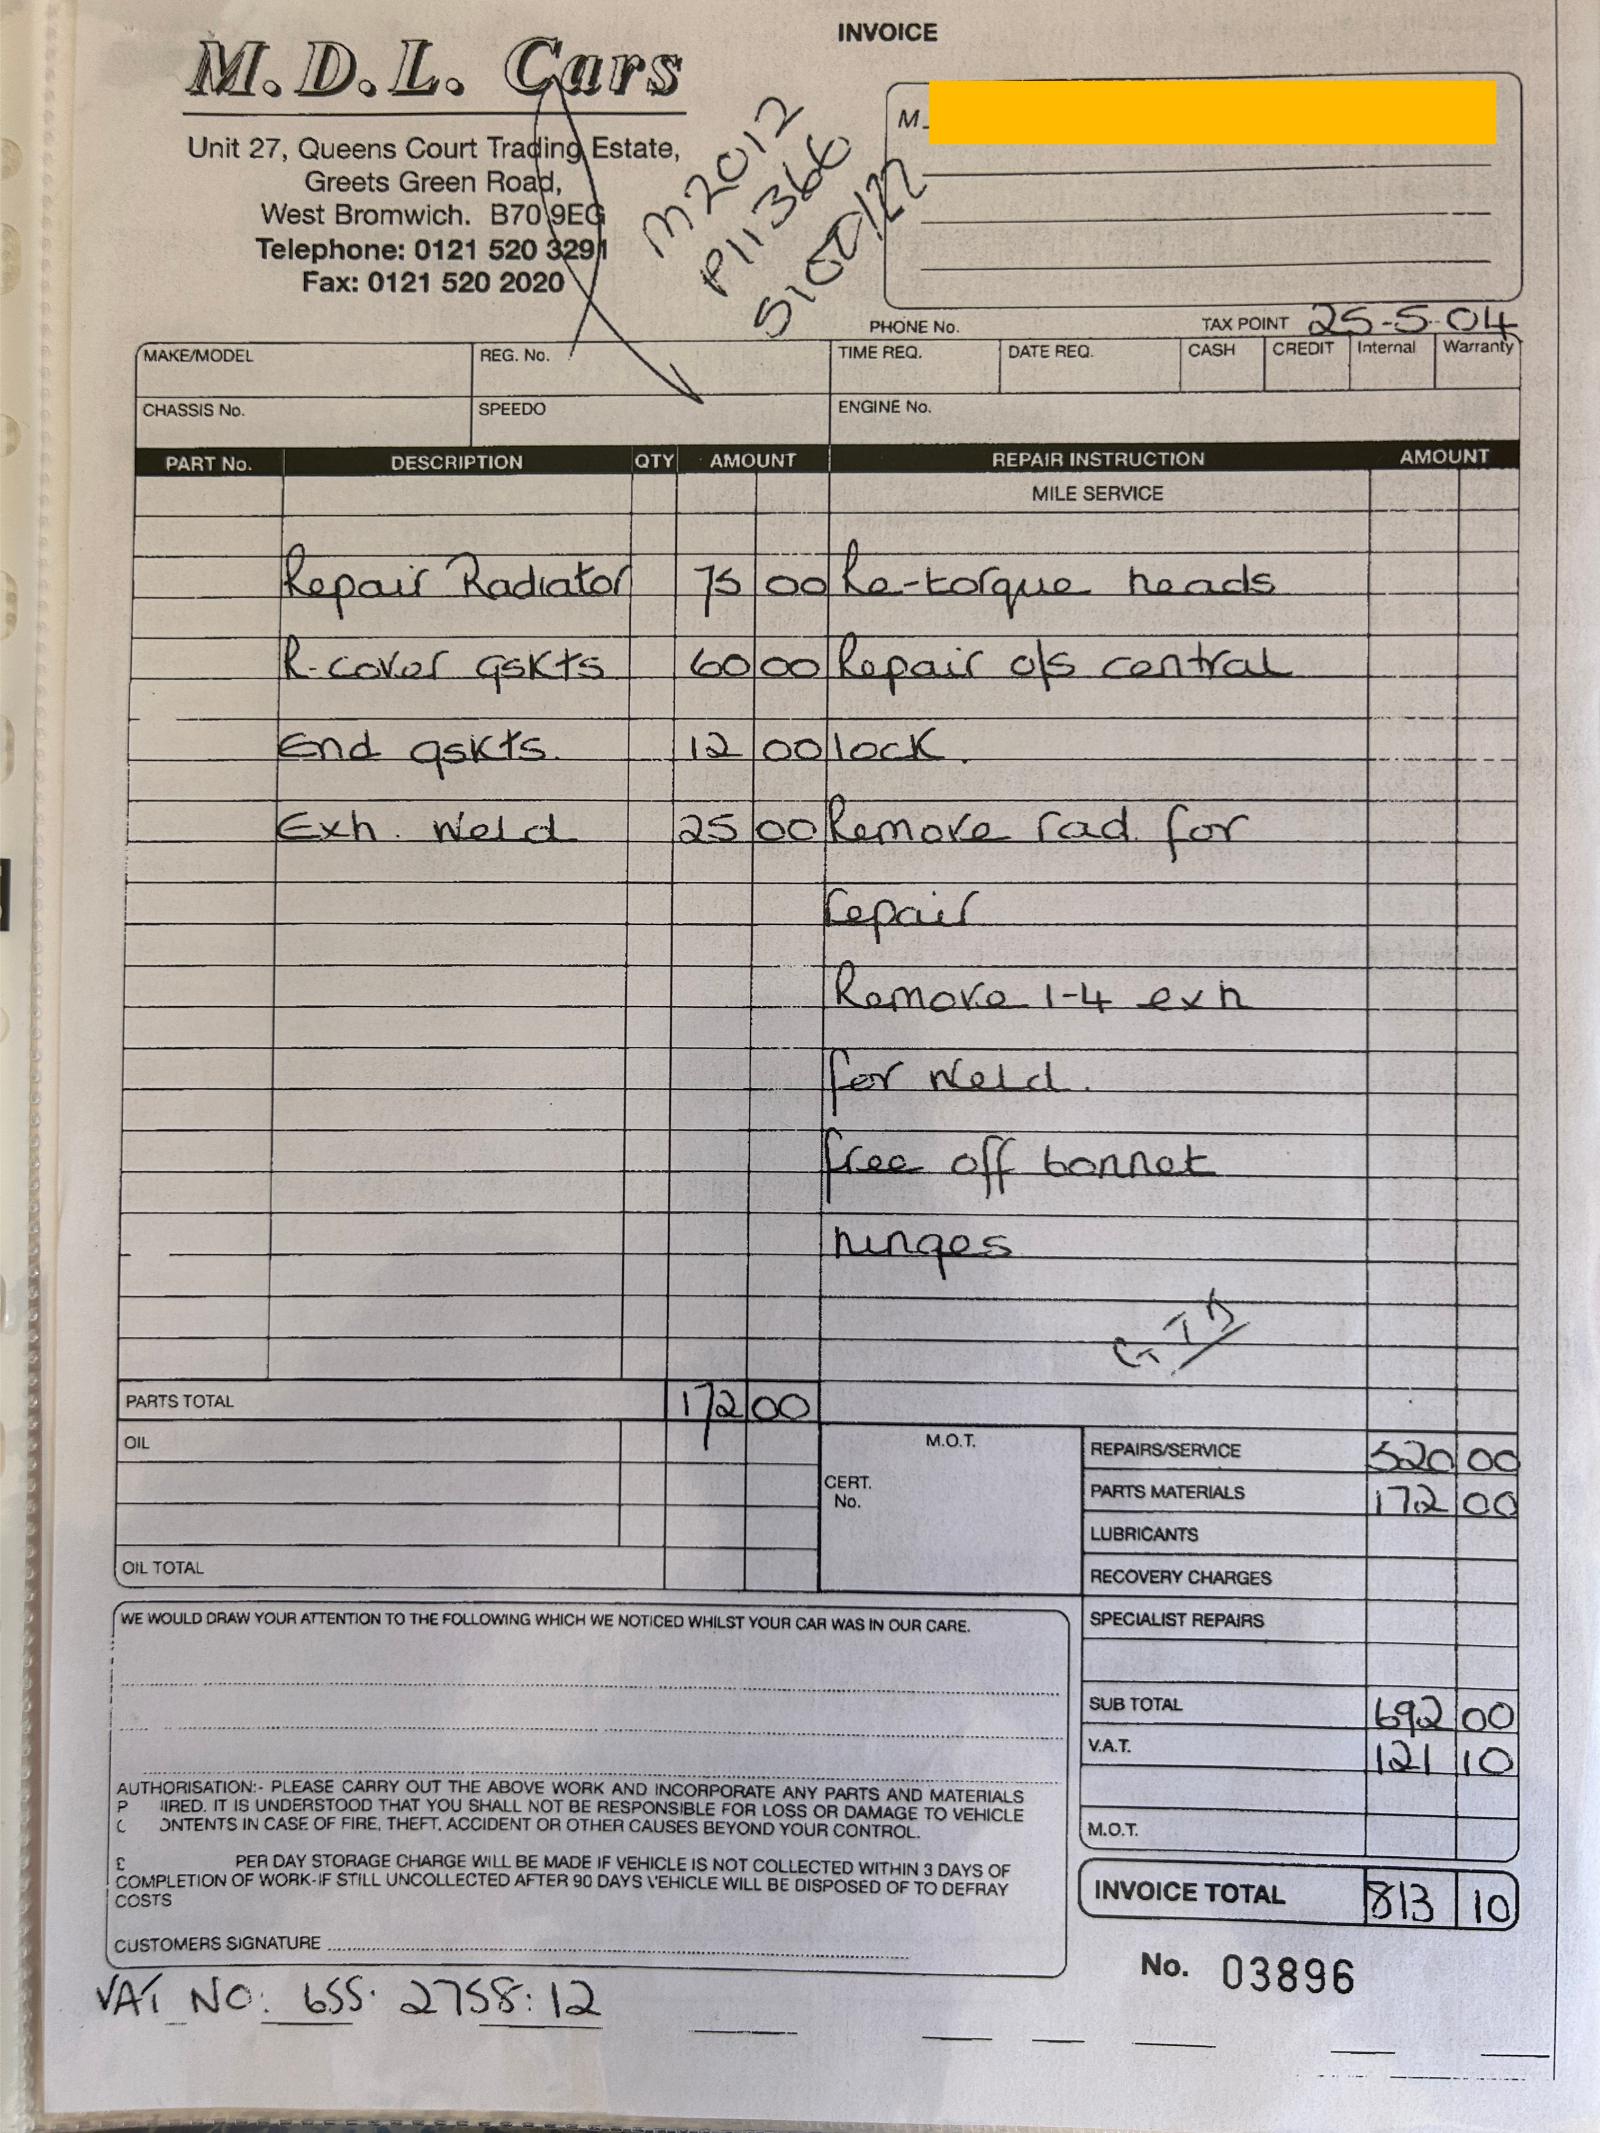 INVOICE
M.D.L. Cars
Unit 27, Queens Court Trading Estate,
Greets Green Road,
West Bromwich. B70 9EG
Telephone: 0121 520 3291
Fax: 0121 520 2020
M2012
P11366
M
PHONE No.
TAX POINT 25-5-04
MAKE/MODEL REG. No. TIME REQ. DATE REQ. CASH CREDIT Internal Warranty
CHASSIS No. SPEEDO ENGINE No.
PART No. DESCRIPTION QTY AMOUNT REPAIR INSTRUCTION AMOUNT
MILE SERVICE
Repair Radiator 75 00 Re-torque heads
R-cover gskts 60 00 Repair o/s central
End gskts. 12 00 lock.
Exh. Weld 25 00 Remove rad. for
repair
Remove 1-4 exh
for weld.
free off bonnet
hinges
PARTS TOTAL 172 00
OIL M.O.T. REPAIRS/SERVICE 520 00
CERT. No. PARTS MATERIALS 172 00
LUBRICANTS
OIL TOTAL RECOVERY CHARGES
WE WOULD DRAW YOUR ATTENTION TO THE FOLLOWING WHICH WE NOTICED WHILST YOUR CAR WAS IN OUR CARE.
SPECIALIST REPAIRS
SUB TOTAL 692 00
V.A.T. 121 10
AUTHORISATION:- PLEASE CARRY OUT THE ABOVE WORK AND INCORPORATE ANY PARTS AND MATERIALS
P IRED. IT IS UNDERSTOOD THAT YOU SHALL NOT BE RESPONSIBLE FOR LOSS OR DAMAGE TO VEHICLE
C ONTENTS IN CASE OF FIRE, THEFT, ACCIDENT OR OTHER CAUSES BEYOND YOUR CONTROL.
M.O.T.
£ PER DAY STORAGE CHARGE WILL BE MADE IF VEHICLE IS NOT COLLECTED WITHIN 3 DAYS OF
COMPLETION OF WORK-IF STILL UNCOLLECTED AFTER 90 DAYS VEHICLE WILL BE DISPOSED OF TO DEFRAY
COSTS
INVOICE TOTAL 813 10
CUSTOMERS SIGNATURE
No. 03896
VAT NO: 655. 2758:12